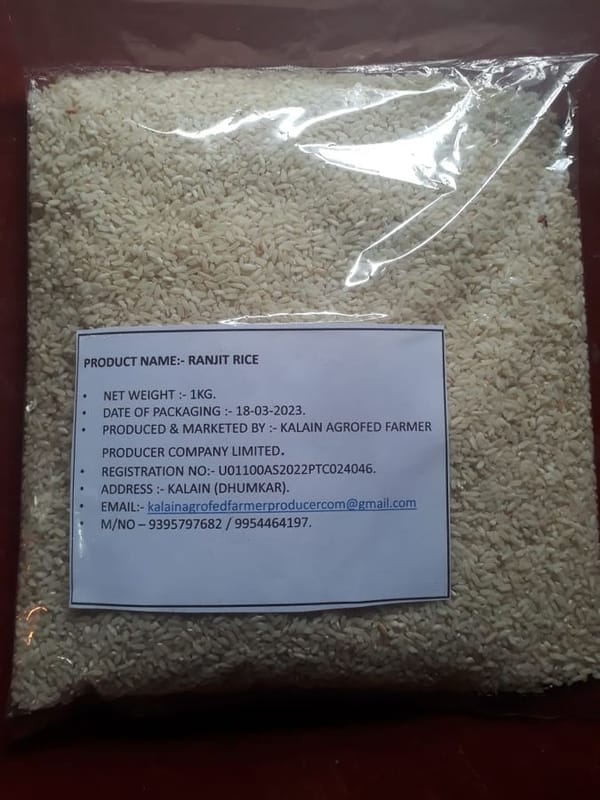 PRODUCT NAME:- RANJIT RICE
• NET WEIGHT :- 1KG.
• DATE OF PACKAGING :- 18-03-2023.
• PRODUCED & MARKETED BY :- KALAIN AGROFED FARMER
PRODUCER COMPANY LIMITED.
• REGISTRATION NO:- U01100AS2022PTC024046.
• ADDRESS :- KALAIN (DHUMKAR).
• EMAIL:- kalainagrofedfarmerproducercom@gmail.com
• M/NO – 9395797682 / 9954464197.